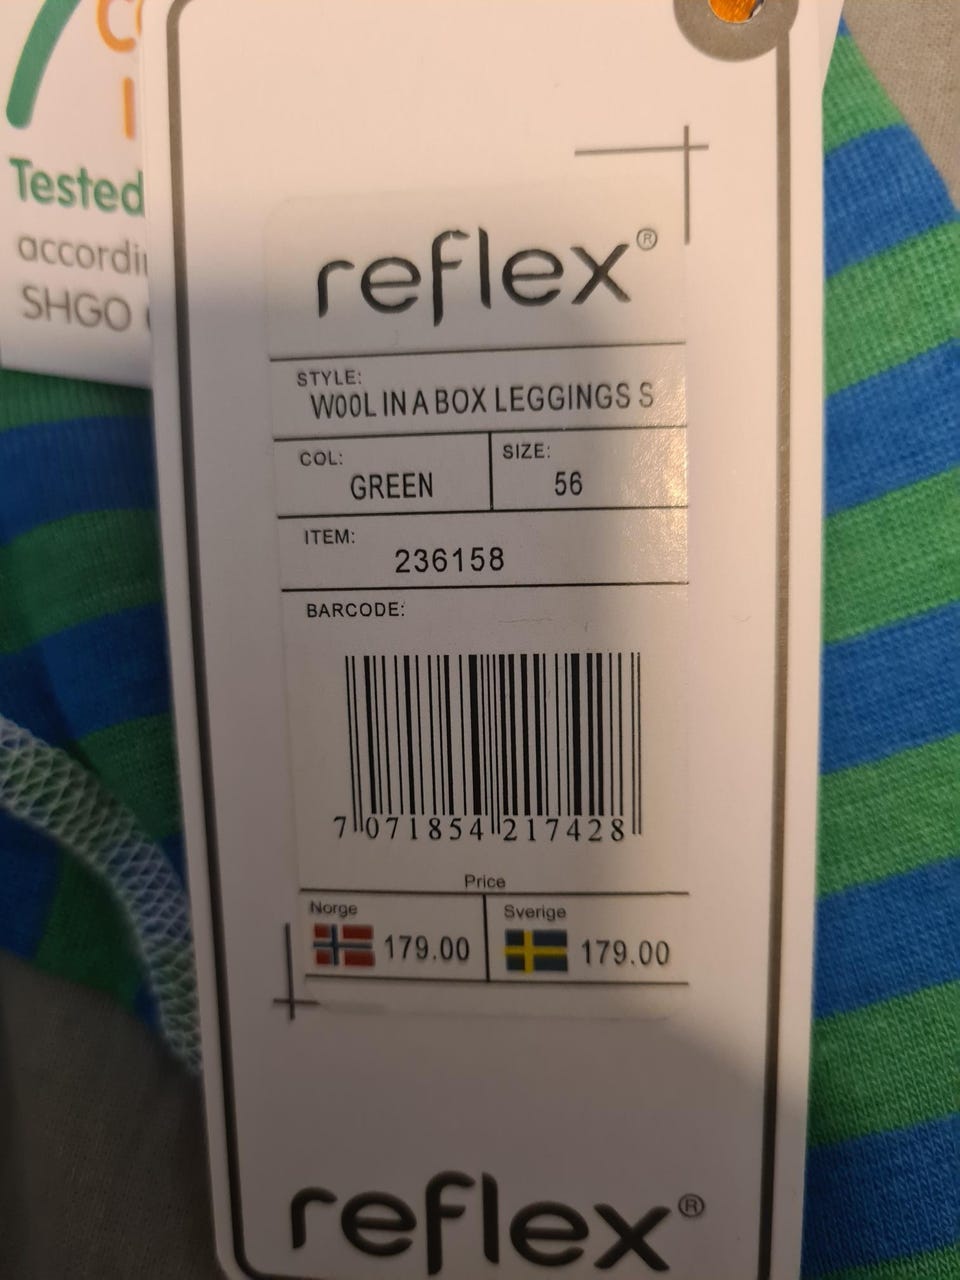 Tested
SHGO
reflex®
STYLE:
WOOL IN A BOX LEGGINGS S
COL:
GREEN
SIZE:
56
ITEM:
236158
BARCODE:
7 071854 217428
Price
Norge
179.00
Sverige
179.00
reflex®